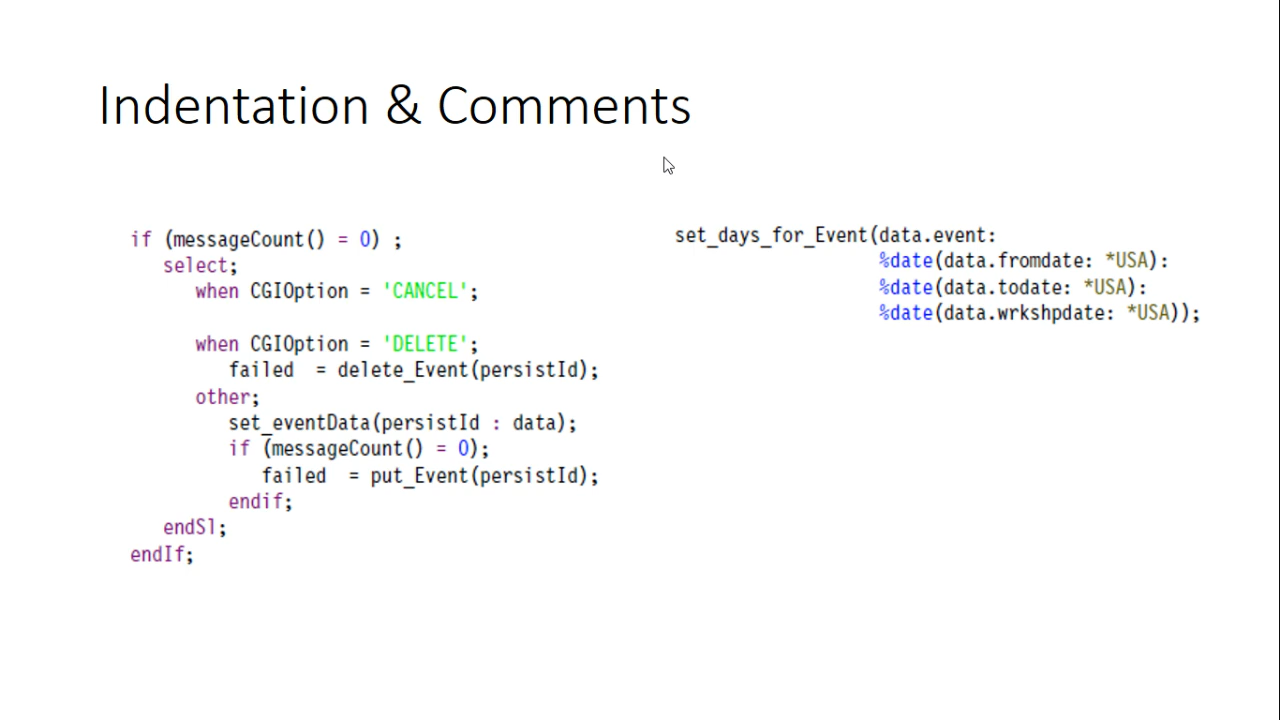 Indentation & Comments
if (messageCount() = 0) ;
select;
when CGIOption = 'CANCEL';
when CGIOption = 'DELETE';
failed  = delete_Event(persistId);
other;
set_eventData(persistId : data);
if (messageCount() = 0);
failed  = put_Event(persistId);
endif;
endSl;
endIf;
set_days_for_Event(data.event:
%date(data.fromdate: *USA):
%date(data.todate: *USA):
%date(data.wrkshpdate: *USA));